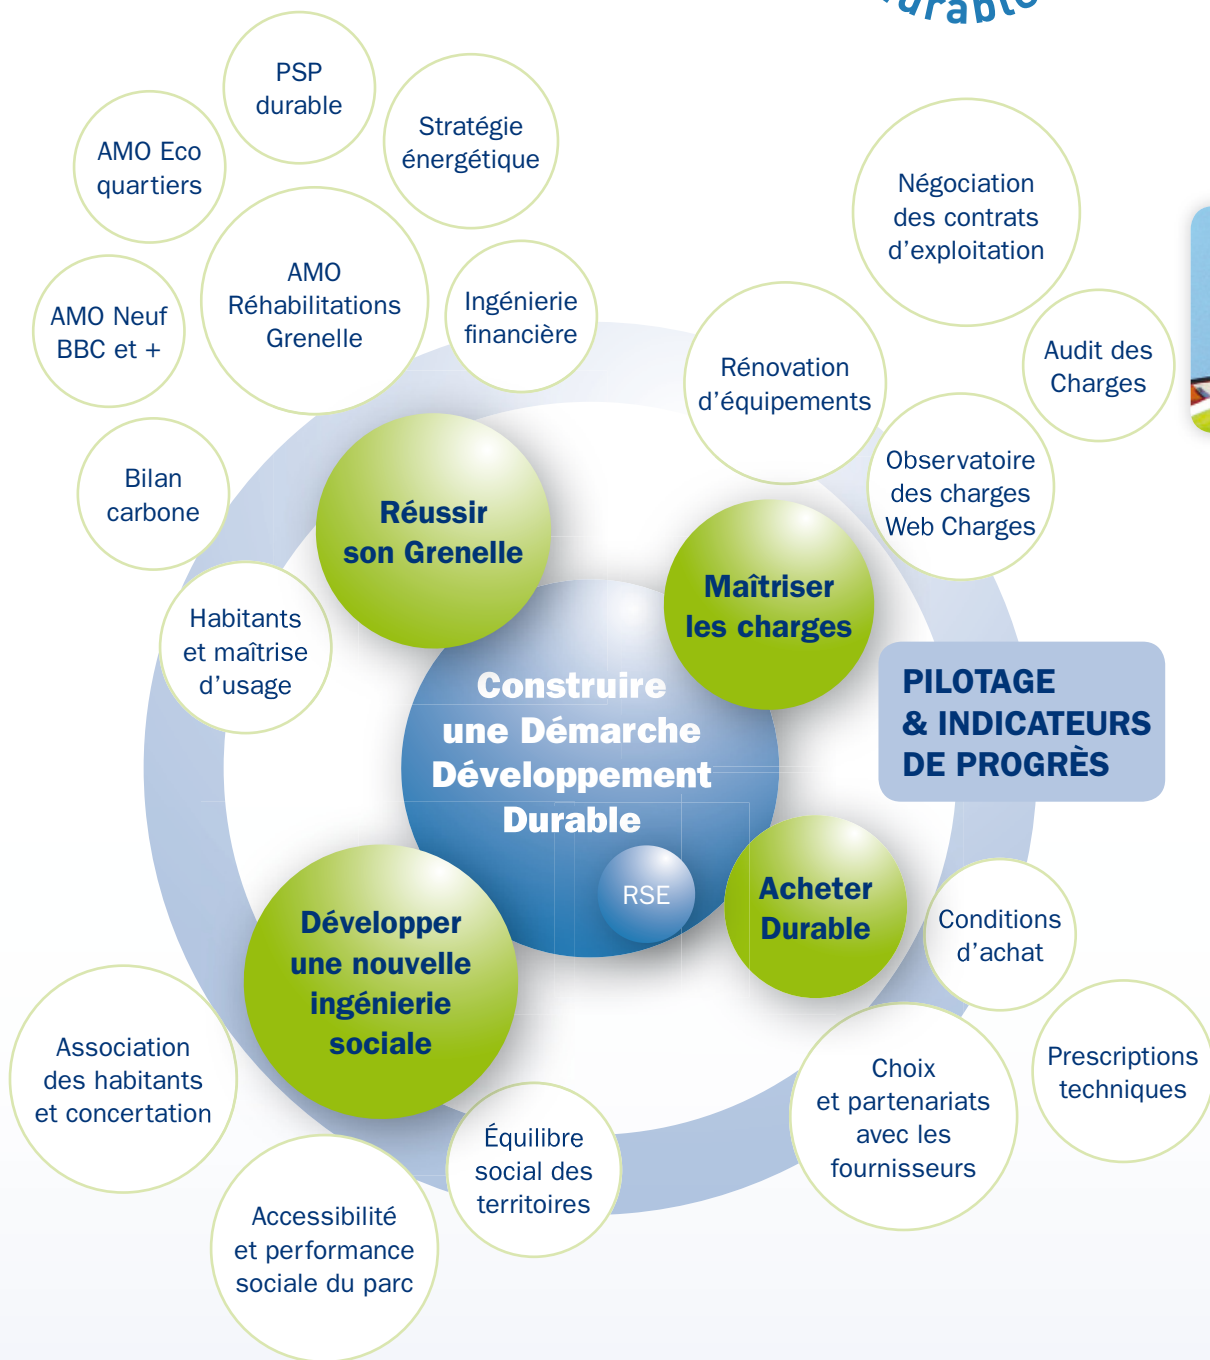 durable
PSP
durable
Stratégie
énergétique
AMO Eco
quartiers
AMO
Réhabilitations
Grenelle
Ingénierie
financière
AMO Neuf
BBC et +
Bilan
carbone
Habitants
et maîtrise
d’usage
Négociation
des contrats
d’exploitation
Audit des
Charges
Rénovation
d’équipements
Observatoire
des charges
Web Charges
Réussir
son Grenelle
Maîtriser
les charges
Construire
une Démarche
Développement
Durable
RSE
PILOTAGE
& INDICATEURS
DE PROGRÈS
Acheter
Durable
Développer
une nouvelle
ingénierie
sociale
Conditions
d’achat
Prescriptions
techniques
Choix
et partenariats
avec les
fournisseurs
Association
des habitants
et concertation
Équilibre
social des
territoires
Accessibilité
et performance
sociale du parc